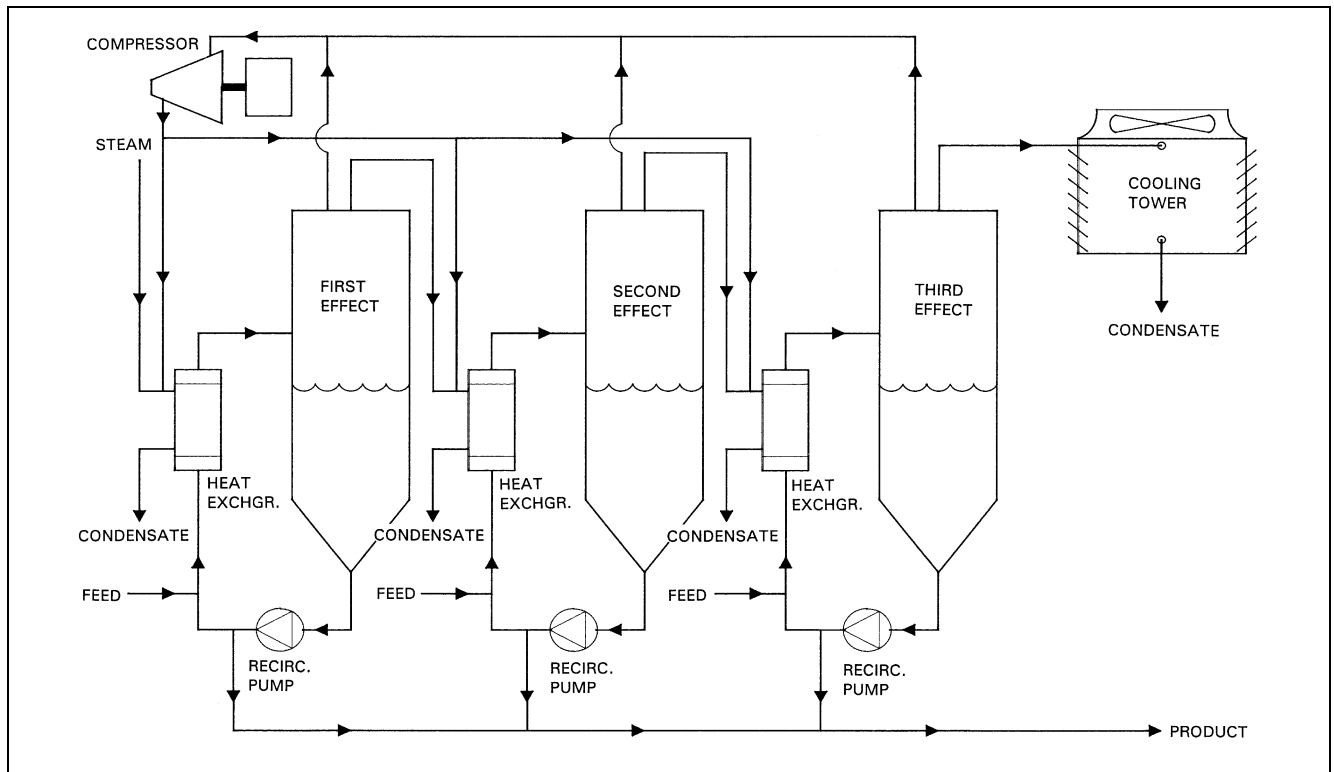 COMPRESSOR
STEAM
FIRST
EFFECT
SECOND
EFFECT
THIRD
EFFECT
COOLING
TOWER
CONDENSATE
HEAT
EXCHGR.
HEAT
EXCHGR.
HEAT
EXCHGR.
CONDENSATE
CONDENSATE
CONDENSATE
FEED
FEED
FEED
RECIRC.
PUMP
RECIRC.
PUMP
RECIRC.
PUMP
PRODUCT